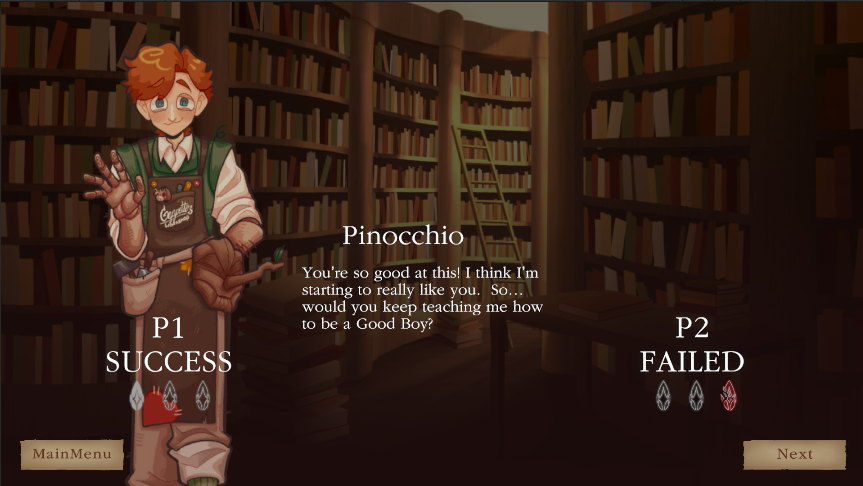 Pinocchio
You're so good at this! I think I'm
starting to really like you.  So...
would you keep teaching me how
to be a Good Boy?
P1
SUCCESS
P2
FAILED
MainMenu
Next